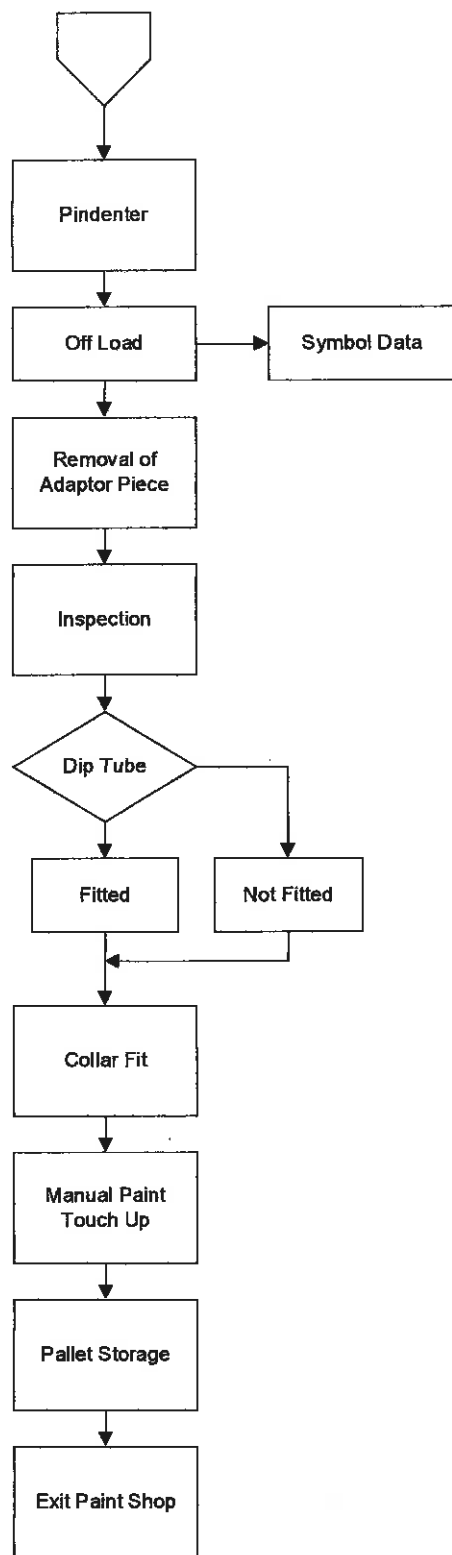 Pindenter
Off Load
Symbol Data
Removal of
Adaptor Piece
Inspection
Dip Tube
Fitted
Not Fitted
Collar Fit
Manual Paint
Touch Up
Pallet Storage
Exit Paint Shop